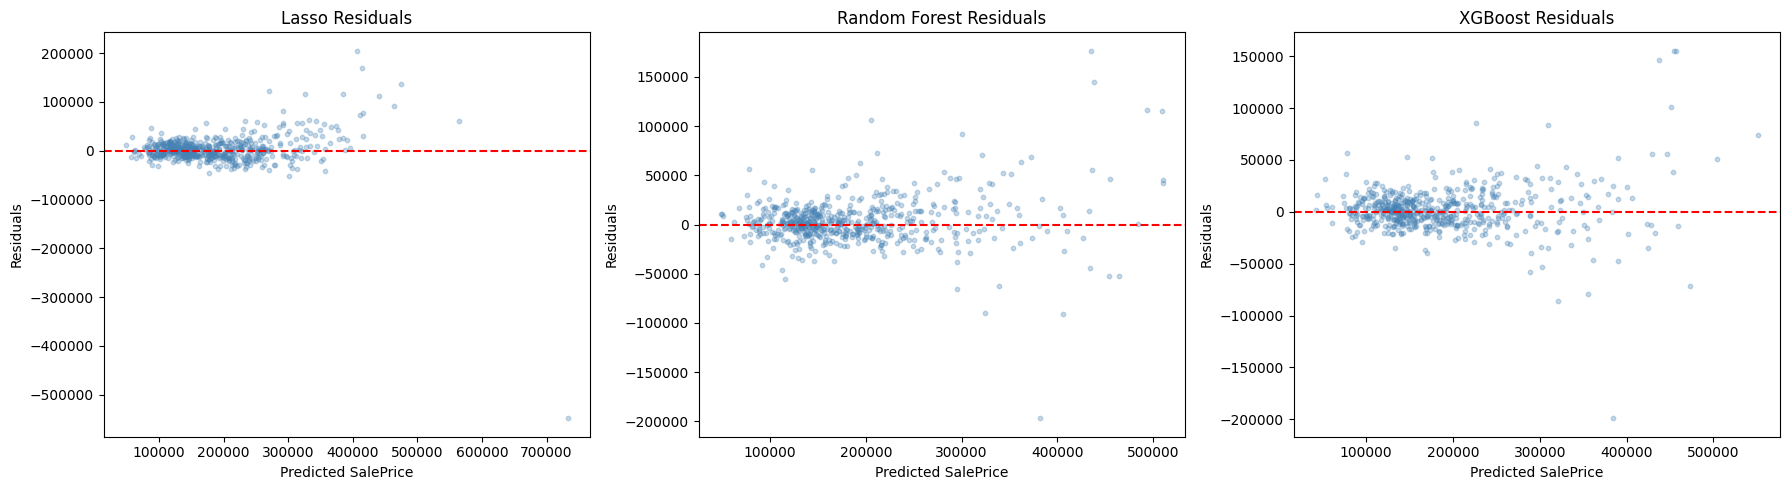 Lasso Residuals
200000
100000
0
−100000
−200000
−300000
−400000
−500000
Residuals
100000 200000 300000 400000 500000 600000 700000
Predicted SalePrice
Random Forest Residuals
150000
100000
50000
0
−50000
−100000
−150000
−200000
Residuals
100000 200000 300000 400000 500000
Predicted SalePrice
XGBoost Residuals
150000
100000
50000
0
−50000
−100000
−150000
−200000
Residuals
100000 200000 300000 400000 500000
Predicted SalePrice